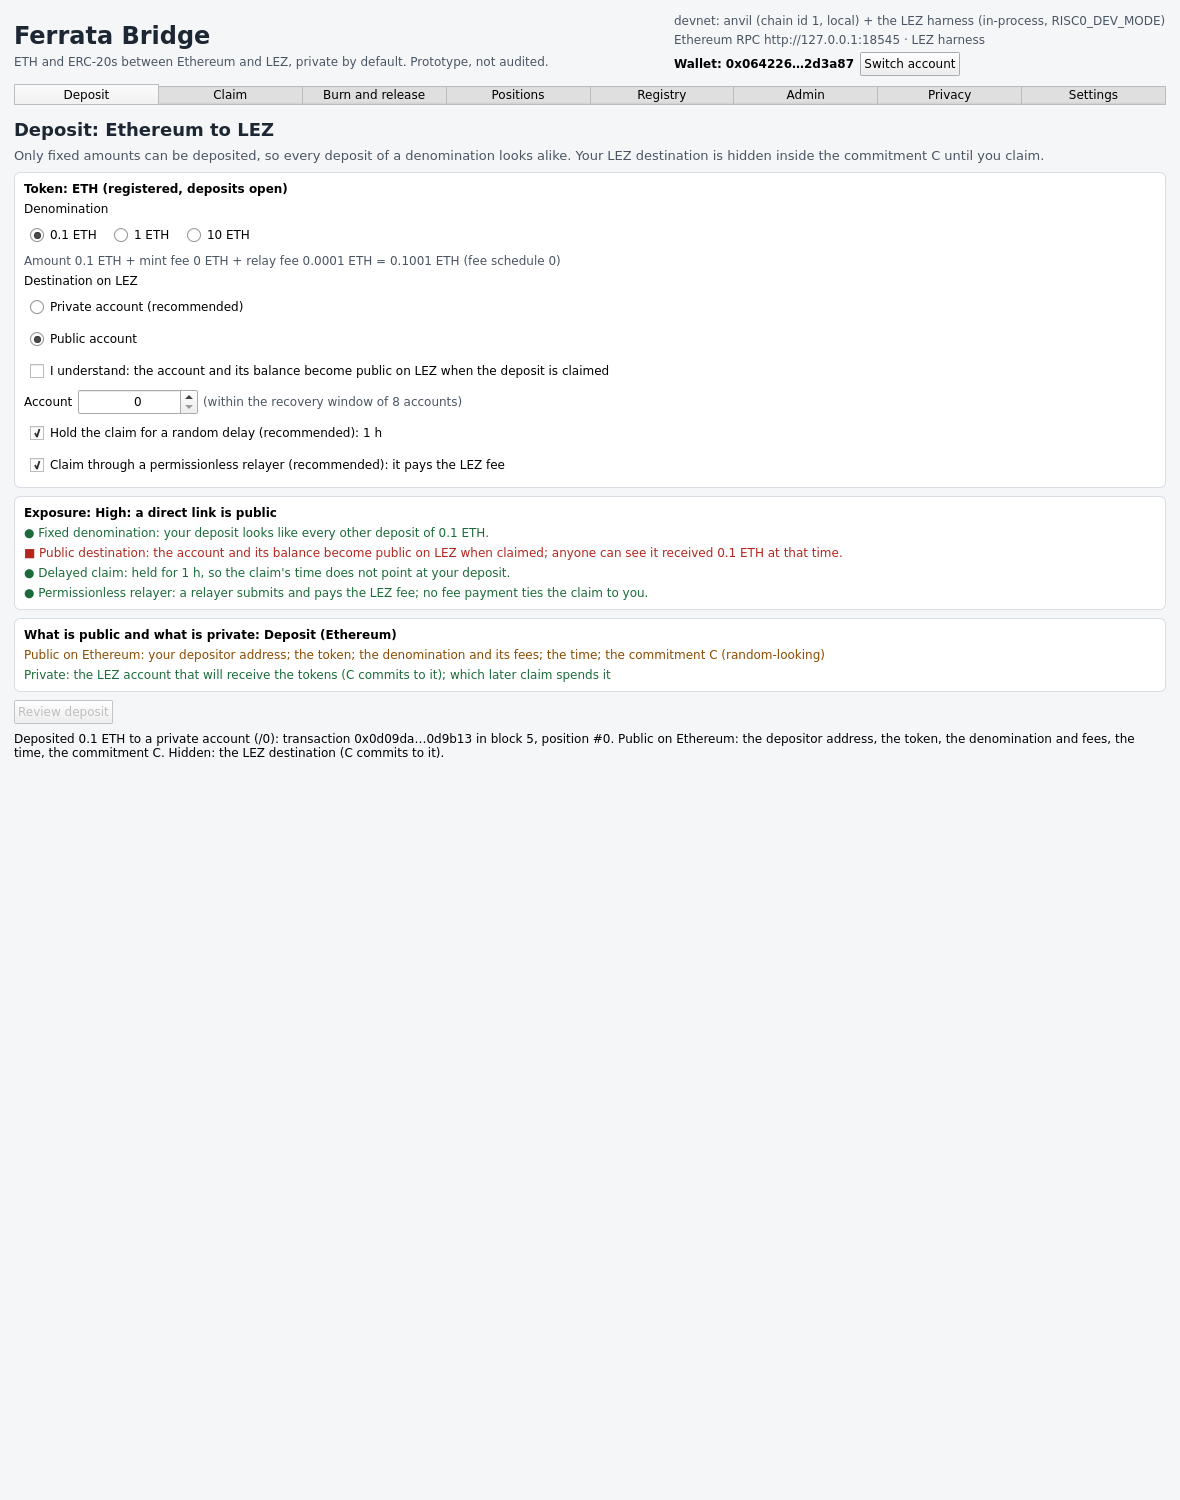 Ferrata Bridge
ETH and ERC-20s between Ethereum and LEZ, private by default. Prototype, not audited.
devnet: anvil (chain id 1, local) + the LEZ harness (in-process, RISC0_DEV_MODE)
Ethereum RPC http://127.0.0.1:18545 · LEZ harness
Wallet: 0x064226…2d3a87 Switch account
Deposit Claim Burn and release Positions Registry Admin Privacy Settings
Deposit: Ethereum to LEZ
Only fixed amounts can be deposited, so every deposit of a denomination looks alike. Your LEZ destination is hidden inside the commitment C until you claim.
Token: ETH (registered, deposits open)
Denomination
0.1 ETH 1 ETH 10 ETH
Amount 0.1 ETH + mint fee 0 ETH + relay fee 0.0001 ETH = 0.1001 ETH (fee schedule 0)
Destination on LEZ
Private account (recommended)
Public account
I understand: the account and its balance become public on LEZ when the deposit is claimed
Account 0 (within the recovery window of 8 accounts)
Hold the claim for a random delay (recommended): 1 h
Claim through a permissionless relayer (recommended): it pays the LEZ fee
Exposure: High: a direct link is public
● Fixed denomination: your deposit looks like every other deposit of 0.1 ETH.
■ Public destination: the account and its balance become public on LEZ when claimed; anyone can see it received 0.1 ETH at that time.
● Delayed claim: held for 1 h, so the claim's time does not point at your deposit.
● Permissionless relayer: a relayer submits and pays the LEZ fee; no fee payment ties the claim to you.
What is public and what is private: Deposit (Ethereum)
Public on Ethereum: your depositor address; the token; the denomination and its fees; the time; the commitment C (random-looking)
Private: the LEZ account that will receive the tokens (C commits to it); which later claim spends it
Review deposit
Deposited 0.1 ETH to a private account (/0): transaction 0x0d09da…0d9b13 in block 5, position #0. Public on Ethereum: the depositor address, the token, the denomination and fees, the
time, the commitment C. Hidden: the LEZ destination (C commits to it).